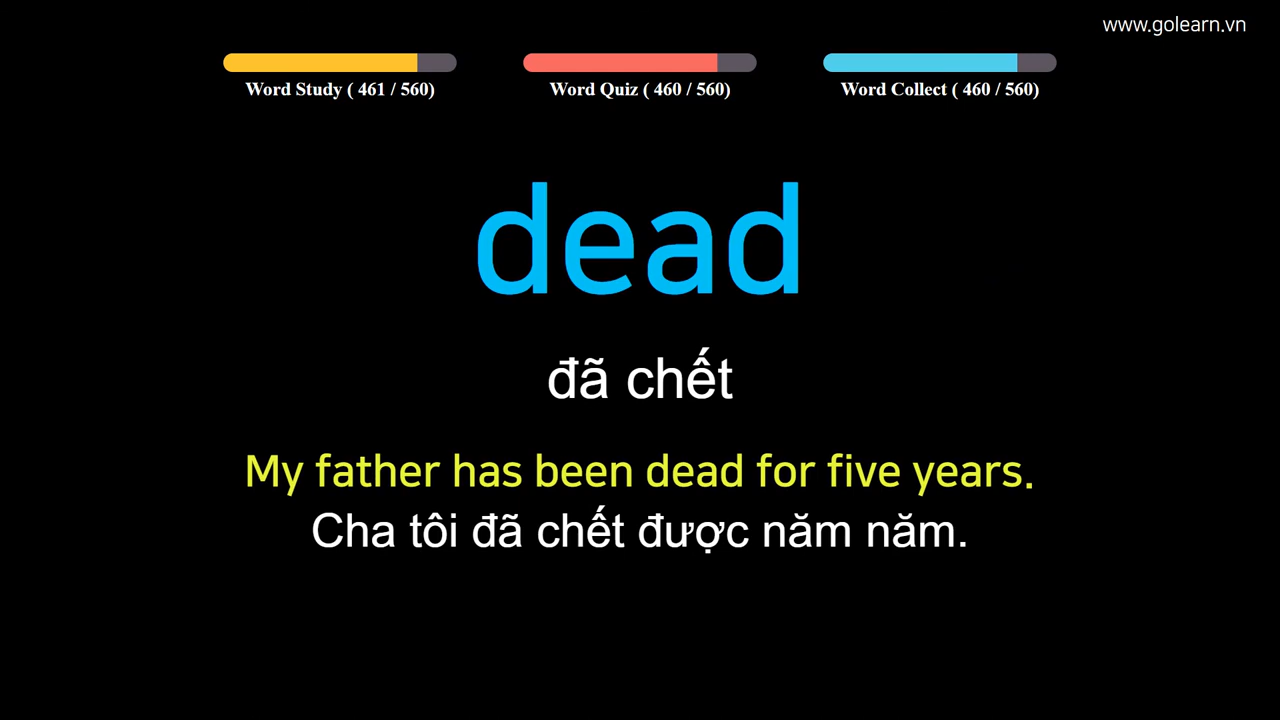 www.golearn.vn
Word Study ( 461 / 560)
Word Quiz ( 460 / 560)
Word Collect ( 460 / 560)
dead
đã chết
My father has been dead for five years.
Cha tôi đã chết được năm năm.